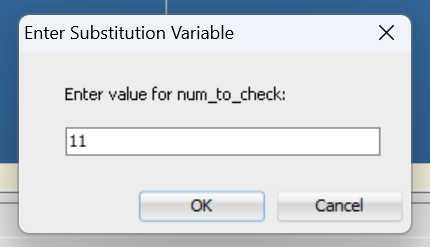 Enter Substitution Variable
Enter value for num_to_check:
11
OK Cancel